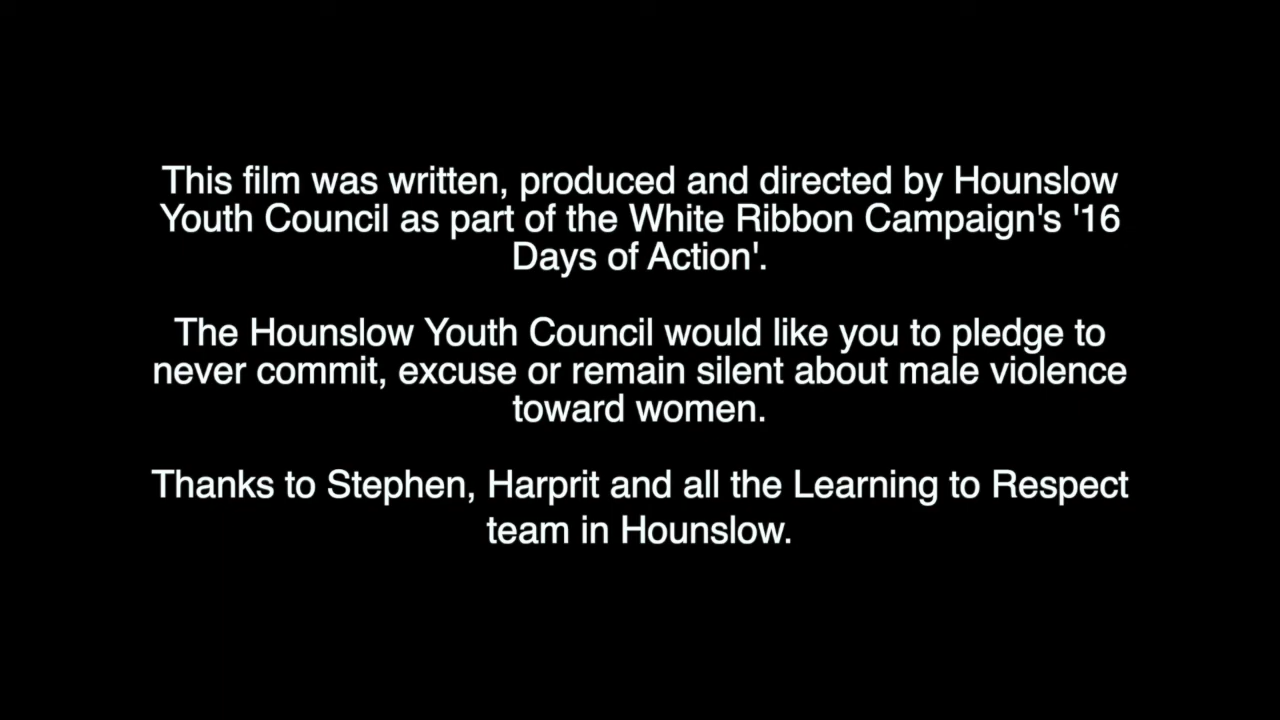 This film was written, produced and directed by Hounslow
Youth Council as part of the White Ribbon Campaign's '16
Days of Action'.
The Hounslow Youth Council would like you to pledge to
never commit, excuse or remain silent about male violence
toward women.
Thanks to Stephen, Harprit and all the Learning to Respect
team in Hounslow.